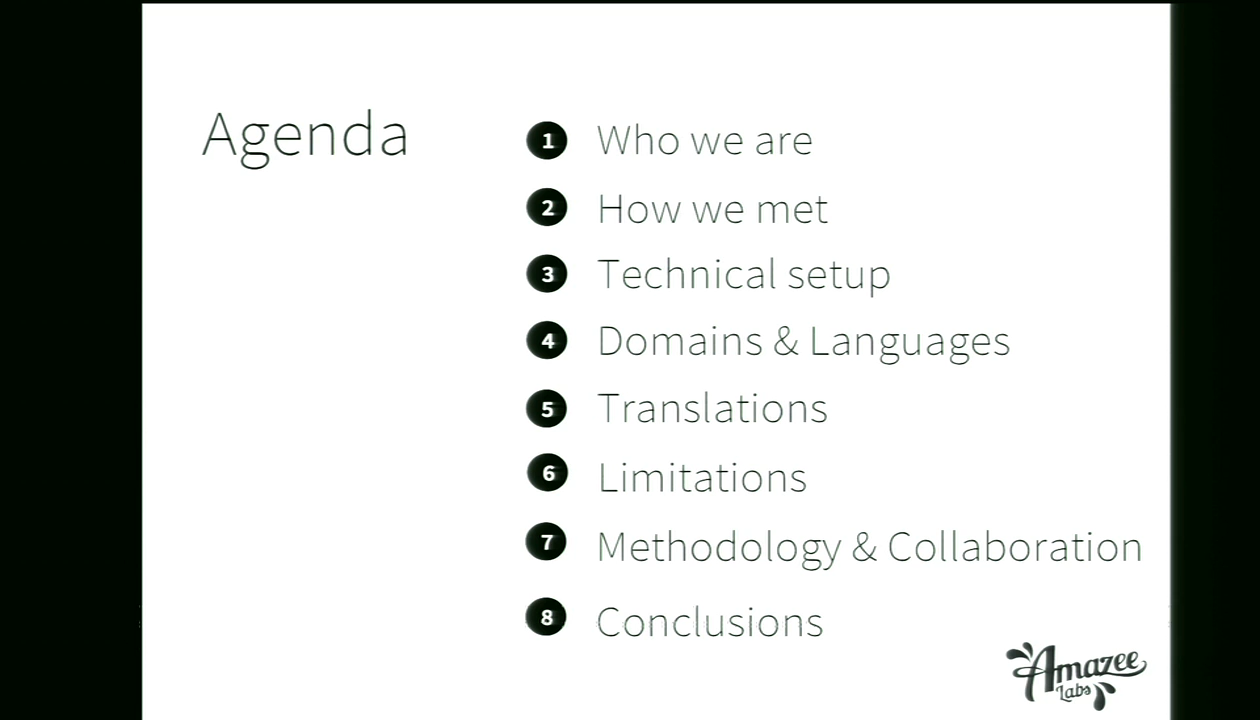 Agenda
1 Who we are
2 How we met
3 Technical setup
4 Domains & Languages
5 Translations
6 Limitations
7 Methodology & Collaboration
8 Conclusions
Amazee
Labs